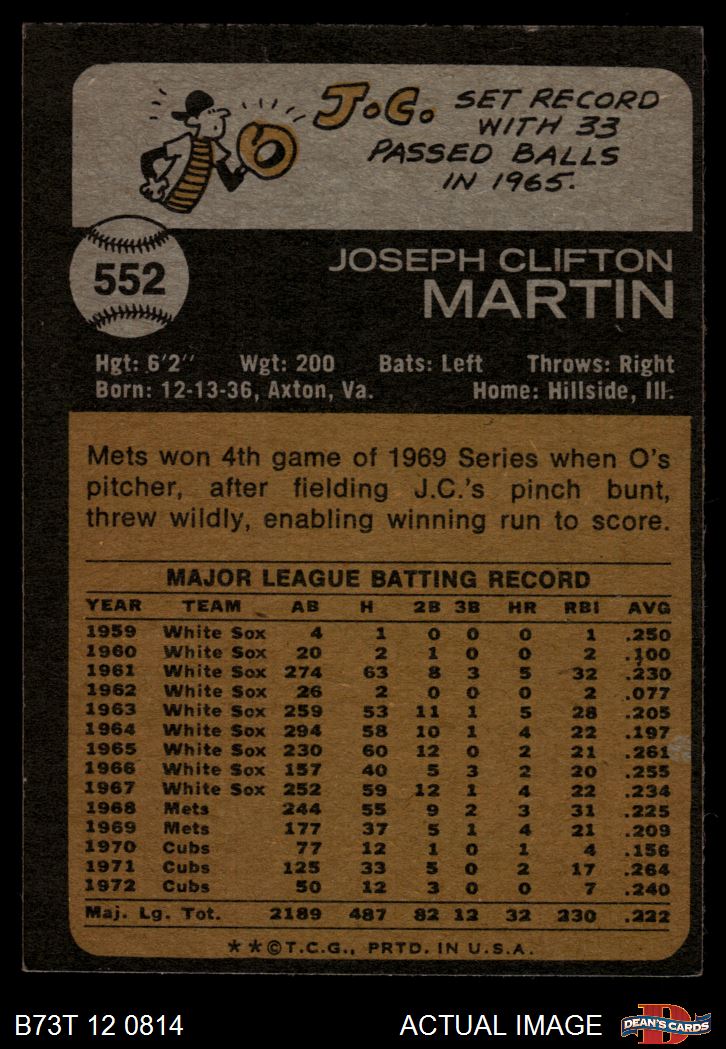 J.C. SET RECORD
WITH 33
PASSED BALLS
IN 1965.
552
JOSEPH CLIFTON
MARTIN
Hgt: 6'2" Wgt: 200 Bats: Left Throws: Right
Born: 12-13-36, Axton, Va. Home: Hillside, Ill.
Mets won 4th game of 1969 Series when O's
pitcher, after fielding J.C.'s pinch bunt,
threw wildly, enabling winning run to score.
MAJOR LEAGUE BATTING RECORD
YEAR TEAM AB H 2B 3B HR RBI AVG
1959 White Sox 4 1 0 0 0 1 .250
1960 White Sox 20 2 1 0 0 2 .100
1961 White Sox 274 63 8 3 5 32 .230
1962 White Sox 26 2 0 0 0 2 .077
1963 White Sox 259 53 11 1 5 28 .205
1964 White Sox 294 58 10 1 4 22 .197
1965 White Sox 230 60 12 0 2 21 .261
1966 White Sox 157 40 5 3 2 20 .255
1967 White Sox 252 59 12 1 4 22 .234
1968 Mets 244 55 9 2 3 31 .225
1969 Mets 177 37 5 1 4 21 .209
1970 Cubs 77 12 1 0 1 4 .156
1971 Cubs 125 33 5 0 2 17 .264
1972 Cubs 50 12 3 0 0 7 .240
Maj. Lg. Tot. 2189 487 82 12 32 230 .222
**©T.C.G., PRTD. IN U.S.A.
B73T 12 0814 ACTUAL IMAGE D DEAN'S CARDS